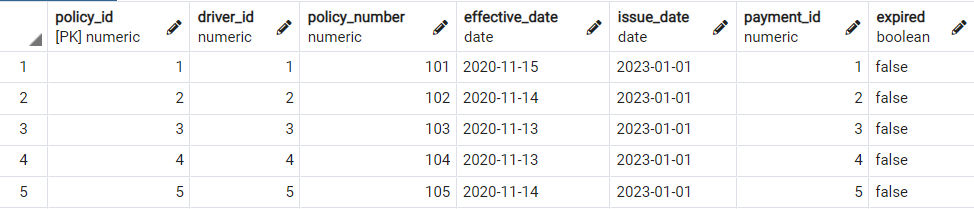 policy_id driver_id policy_number effective_date issue_date payment_id expired
[PK] numeric numeric numeric date date numeric boolean
1 1 1 101 2020-11-15 2023-01-01 1 false
2 2 2 102 2020-11-14 2023-01-01 2 false
3 3 3 103 2020-11-13 2023-01-01 3 false
4 4 4 104 2020-11-13 2023-01-01 4 false
5 5 5 105 2020-11-14 2023-01-01 5 false